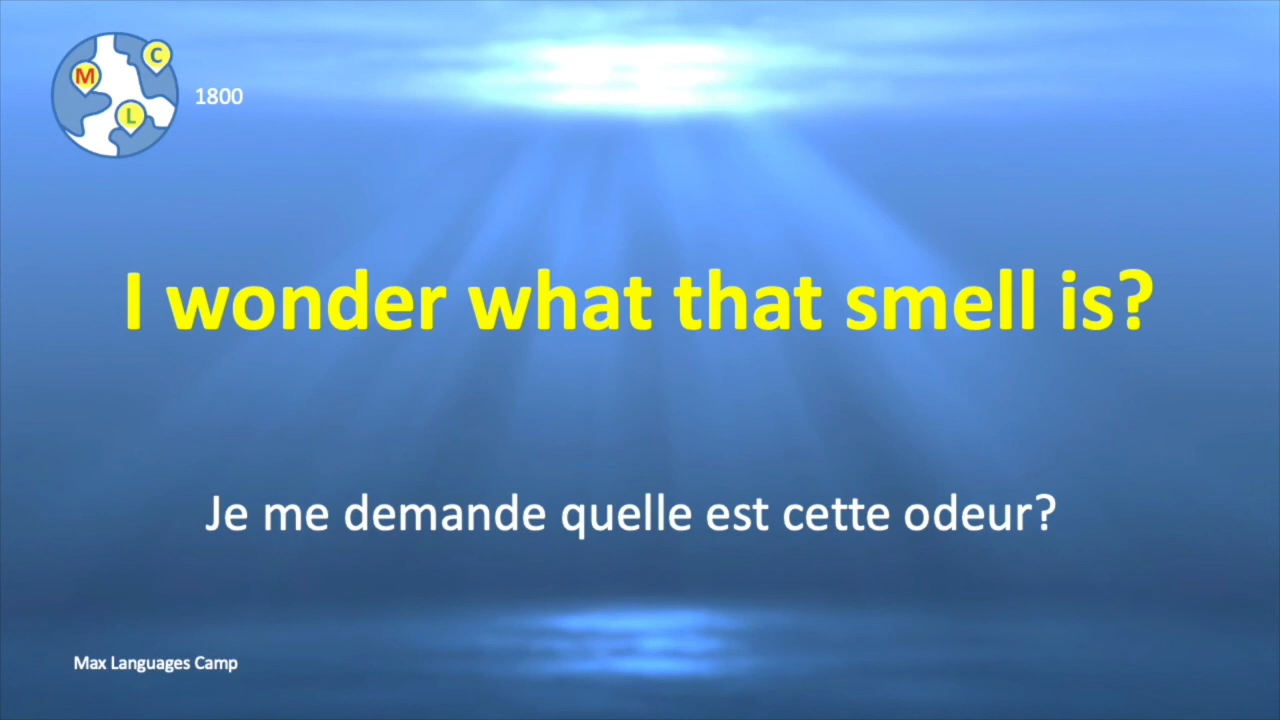 C
M
L
1800
I wonder what that smell is?
Je me demande quelle est cette odeur?
Max Languages Camp